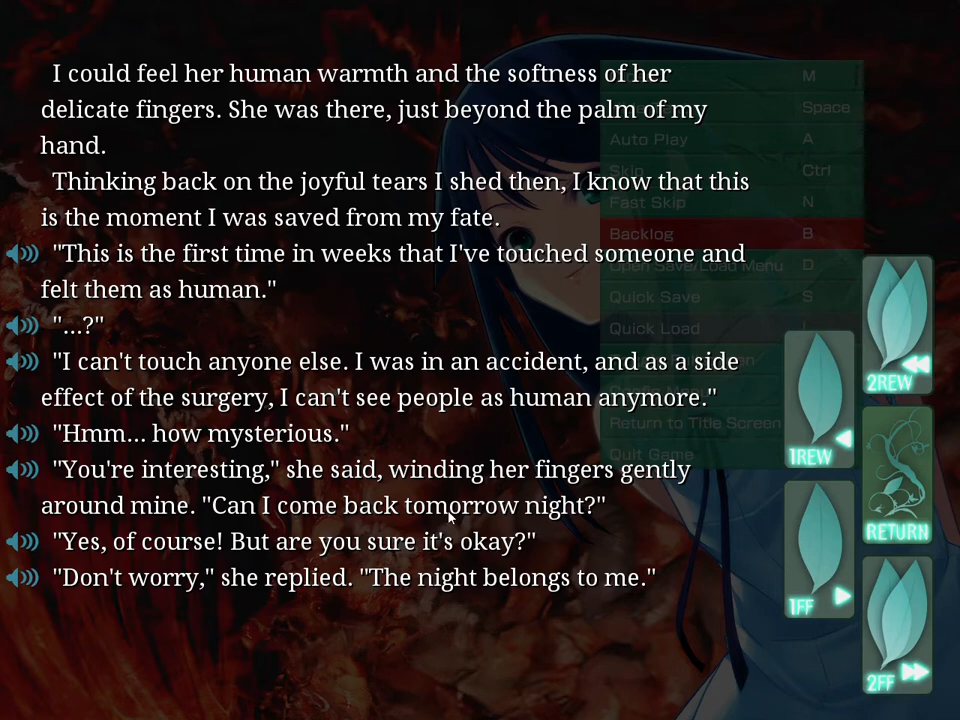 I could feel her human warmth and the softness of her
delicate fingers. She was there, just beyond the palm of my
hand.
Thinking back on the joyful tears I shed then, I know that this
is the moment I was saved from my fate.
"This is the first time in weeks that I've touched someone and
felt them as human."
"...?"
"I can't touch anyone else. I was in an accident, and as a side
effect of the surgery, I can't see people as human anymore."
"Hmm... how mysterious."
"You're interesting," she said, winding her fingers gently
around mine. "Can I come back tomorrow night?"
"Yes, of course! But are you sure it's okay?"
"Don't worry," she replied. "The night belongs to me."
M
Space
Auto Play A
Skip Ctrl
Fast Skip N
Backlog B
Open Save/Load Menu D
Quick Save S
Quick Load L
Config Menu
Return to Title Screen
Quit Game
2REW
1REW
RETURN
1FF
2FF